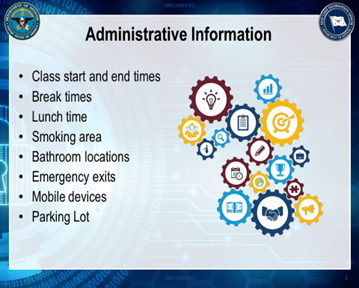 UNCLASSIFIED
Administrative Information
• Class start and end times
• Break times
• Lunch time
• Smoking area
• Bathroom locations
• Emergency exits
• Mobile devices
• Parking Lot
UNCLASSIFIED